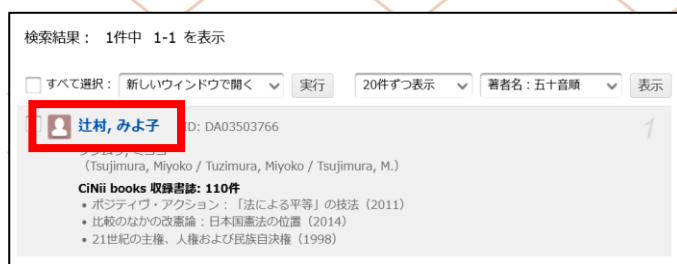 検索結果： 1件中 1-1 を表示
すべて選択： 新しいウィンドウで開く 実行 20件ずつ表示 著者名：五十音順 表示
辻村, みよ子 ID: DA03503766 1
（Tsujimura, Miyoko / Tuzimura, Miyoko / Tsujimura, M.）
CiNii books 収録書誌: 110件
• ポジティヴ・アクション：「法による平等」の技法（2011）
• 比較のなかの改憲論：日本国憲法の位置（2014）
• 21世紀の主権、人権および民族自決権（1998）